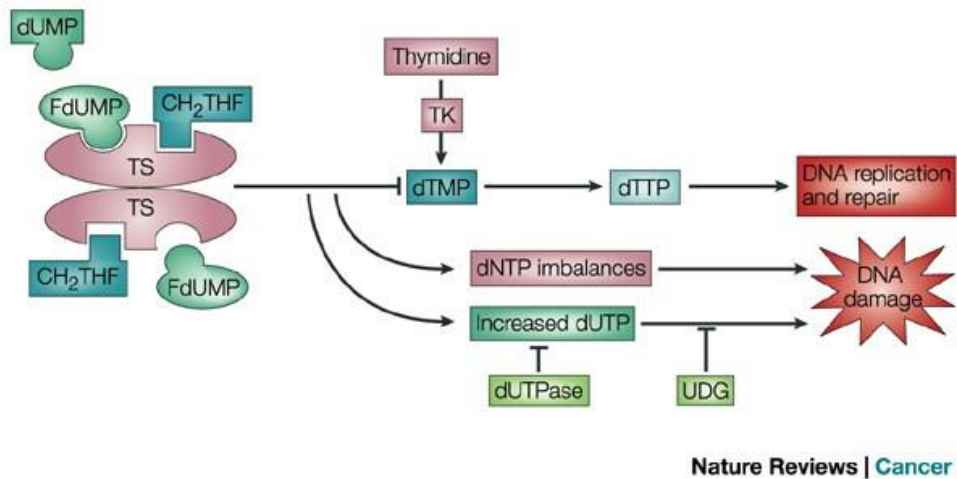 dUMP
FdUMP
CH₂THF
TS
TS
CH₂THF
FdUMP
Thymidine
TK
dTMP
dTTP
DNA replication
and repair
dNTP imbalances
DNA
damage
Increased dUTP
dUTPase
UDG
Nature Reviews | Cancer